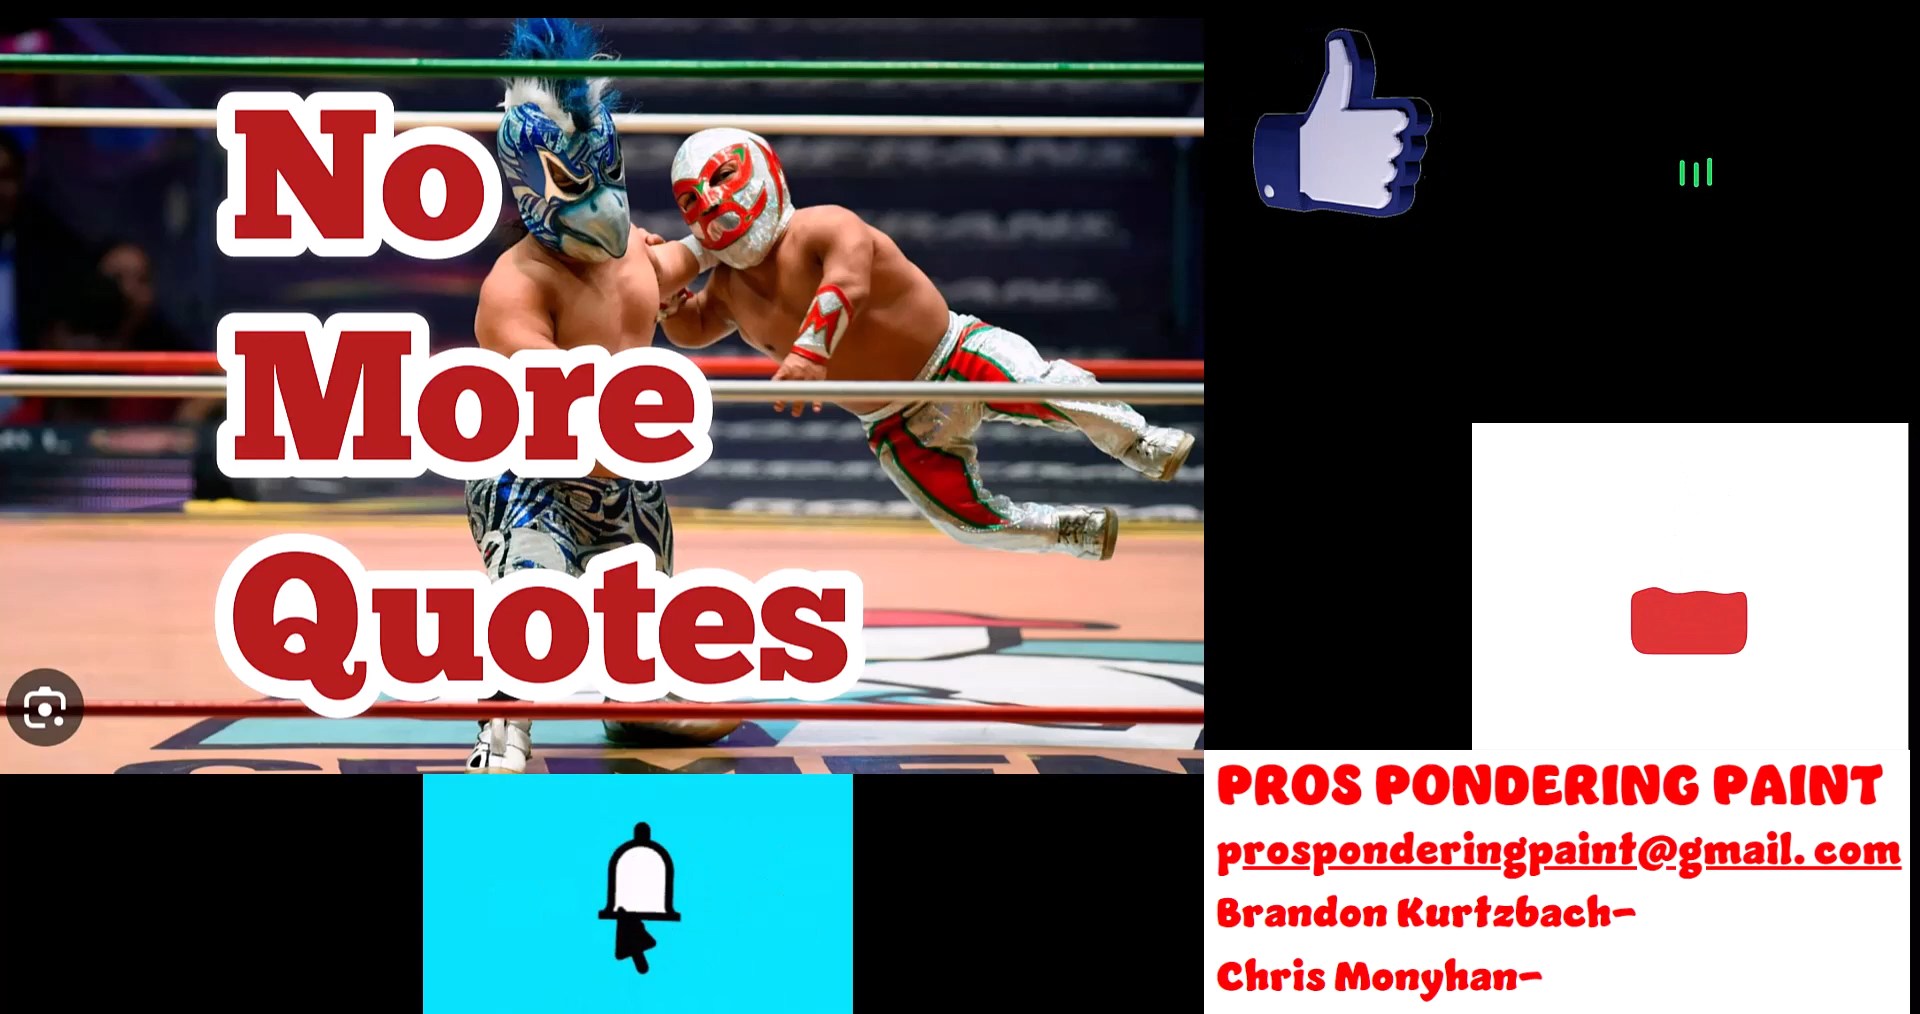 No
More
Quotes
PROS PONDERING PAINT
prosponderingpaint@gmail. com
Brandon Kurtzbach-
Chris Monyhan-